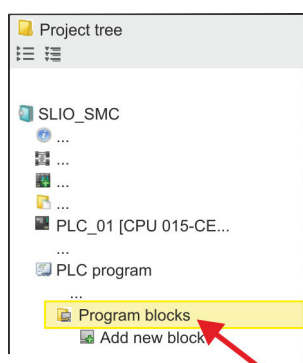 Project tree
SLIO_SMC
...
...
...
...
PLC_01 [CPU 015-CE...
...
PLC program
...
Program blocks
Add new block